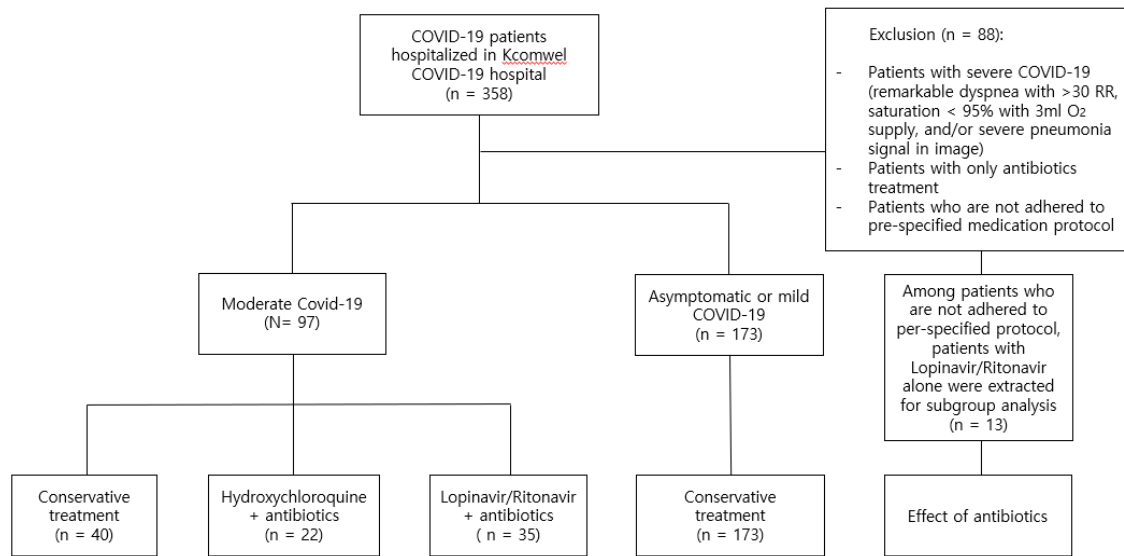 COVID-19 patients
hospitalized in Kcomwel
COVID-19 hospital
(n = 358)
Exclusion (n = 88):
- Patients with severe COVID-19
(remarkable dyspnea with >30 RR,
saturation < 95% with 3ml O2
supply, and/or severe pneumonia
signal in image)
- Patients with only antibiotics
treatment
- Patients who are not adhered to
pre-specified medication protocol
Moderate Covid-19
(N= 97)
Asymptomatic or mild
COVID-19
(n = 173)
Among patients who
are not adhered to
per-specified protocol,
patients with
Lopinavir/Ritonavir
alone were extracted
for subgroup analysis
(n = 13)
Conservative
treatment
(n = 40)
Hydroxychloroquine
+ antibiotics
(n = 22)
Lopinavir/Ritonavir
+ antibiotics
( n = 35)
Conservative
treatment
(n = 173)
Effect of antibiotics